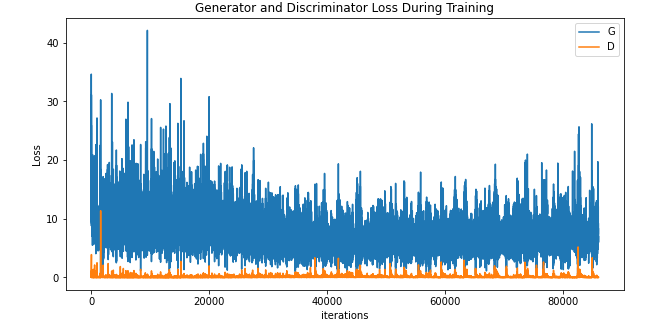 Generator and Discriminator Loss During Training
G
D
40
30
20
10
0
Loss
0 20000 40000 60000 80000
iterations